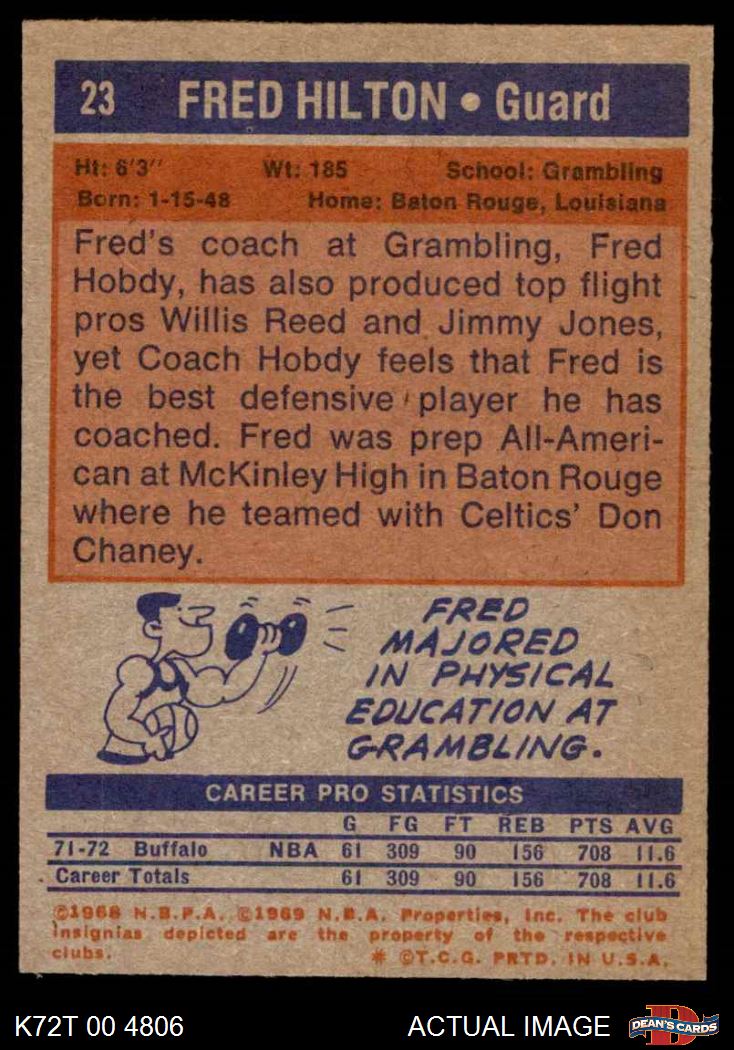 23 FRED HILTON • Guard
Ht: 6'3" Wt: 185 School: Grambling
Born: 1-15-48 Home: Baton Rouge, Louisiana
Fred's coach at Grambling, Fred
Hobdy, has also produced top flight
pros Willis Reed and Jimmy Jones,
yet Coach Hobdy feels that Fred is
the best defensive player he has
coached. Fred was prep All-Ameri-
can at McKinley High in Baton Rouge
where he teamed with Celtics' Don
Chaney.
FRED
MAJORED
IN PHYSICAL
EDUCATION AT
GRAMBLING.
CAREER PRO STATISTICS
G FG FT REB PTS AVG
71-72 Buffalo NBA 61 309 90 156 708 11.6
Career Totals 61 309 90 156 708 11.6
©1968 N.B.P.A. ©1969 N.B.A. Properties, Inc. The club
insignias depicted are the property of the respective
clubs. * ©T.C.G. PRTD. IN U.S.A.
K72T 00 4806 ACTUAL IMAGE D DEAN'S CARDS